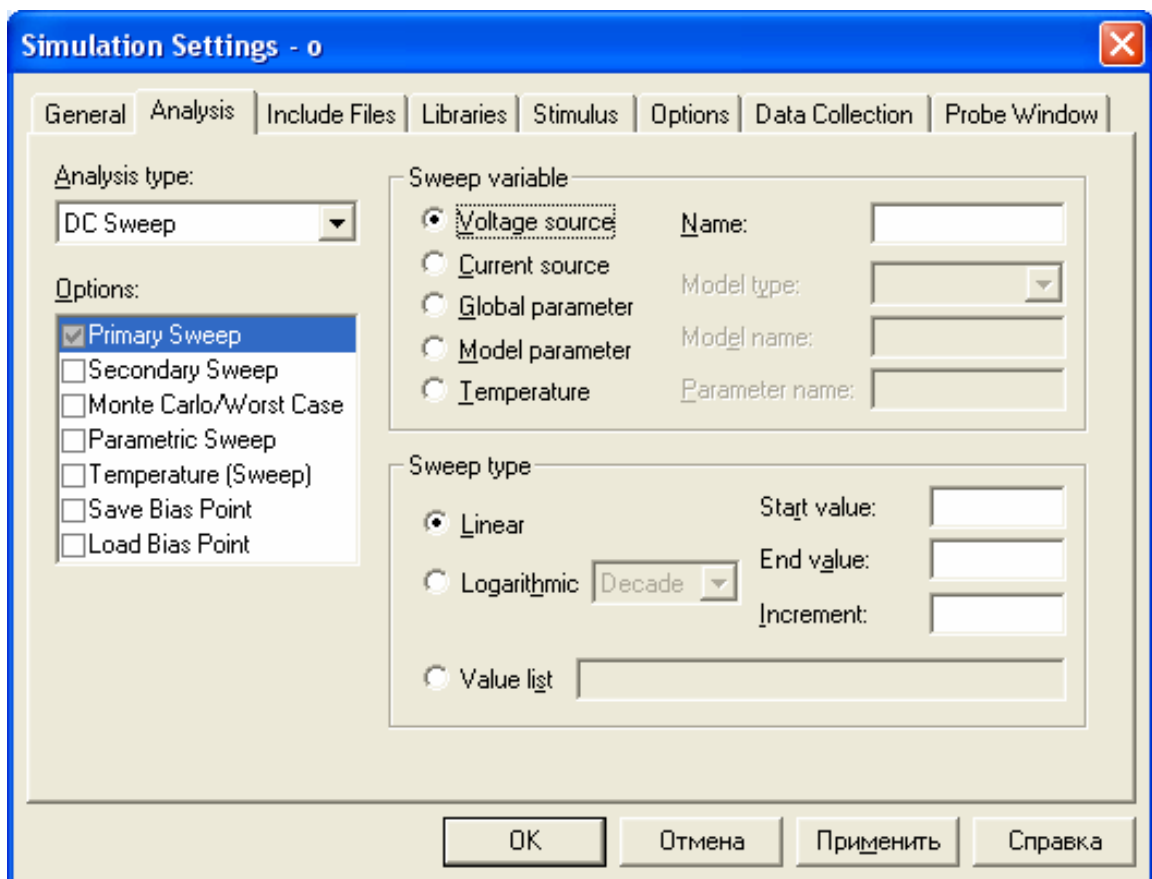 Simulation Settings - o
General Analysis Include Files Libraries Stimulus Options Data Collection Probe Window
Analysis type:
DC Sweep
Options:
Primary Sweep
Secondary Sweep
Monte Carlo/Worst Case
Parametric Sweep
Temperature (Sweep)
Save Bias Point
Load Bias Point
Sweep variable
Voltage source
Current source
Global parameter
Model parameter
Temperature
Name:
Model type:
Model name:
Parameter name:
Sweep type
Linear
Logarithmic Decade
Value list
Start value:
End value:
Increment:
OK Отмена Применить Справка